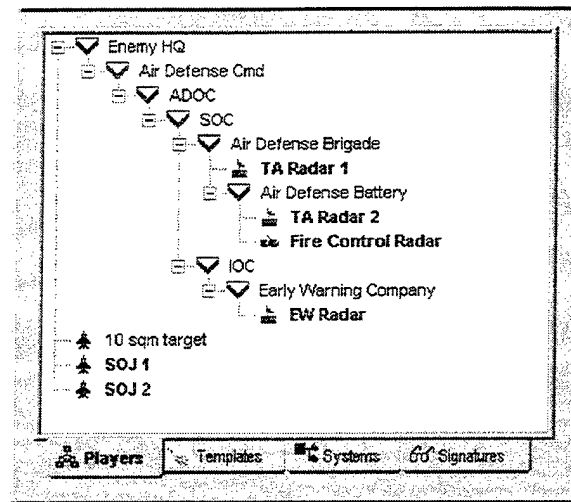 Enemy HQ
Air Defense Cmd
ADOC
SOC
Air Defense Brigade
TA Radar 1
Air Defense Battery
TA Radar 2
Fire Control Radar
IOC
Early Warning Company
EW Radar
10 sqm target
SOJ 1
SOJ 2
Players Templates Systems Signatures